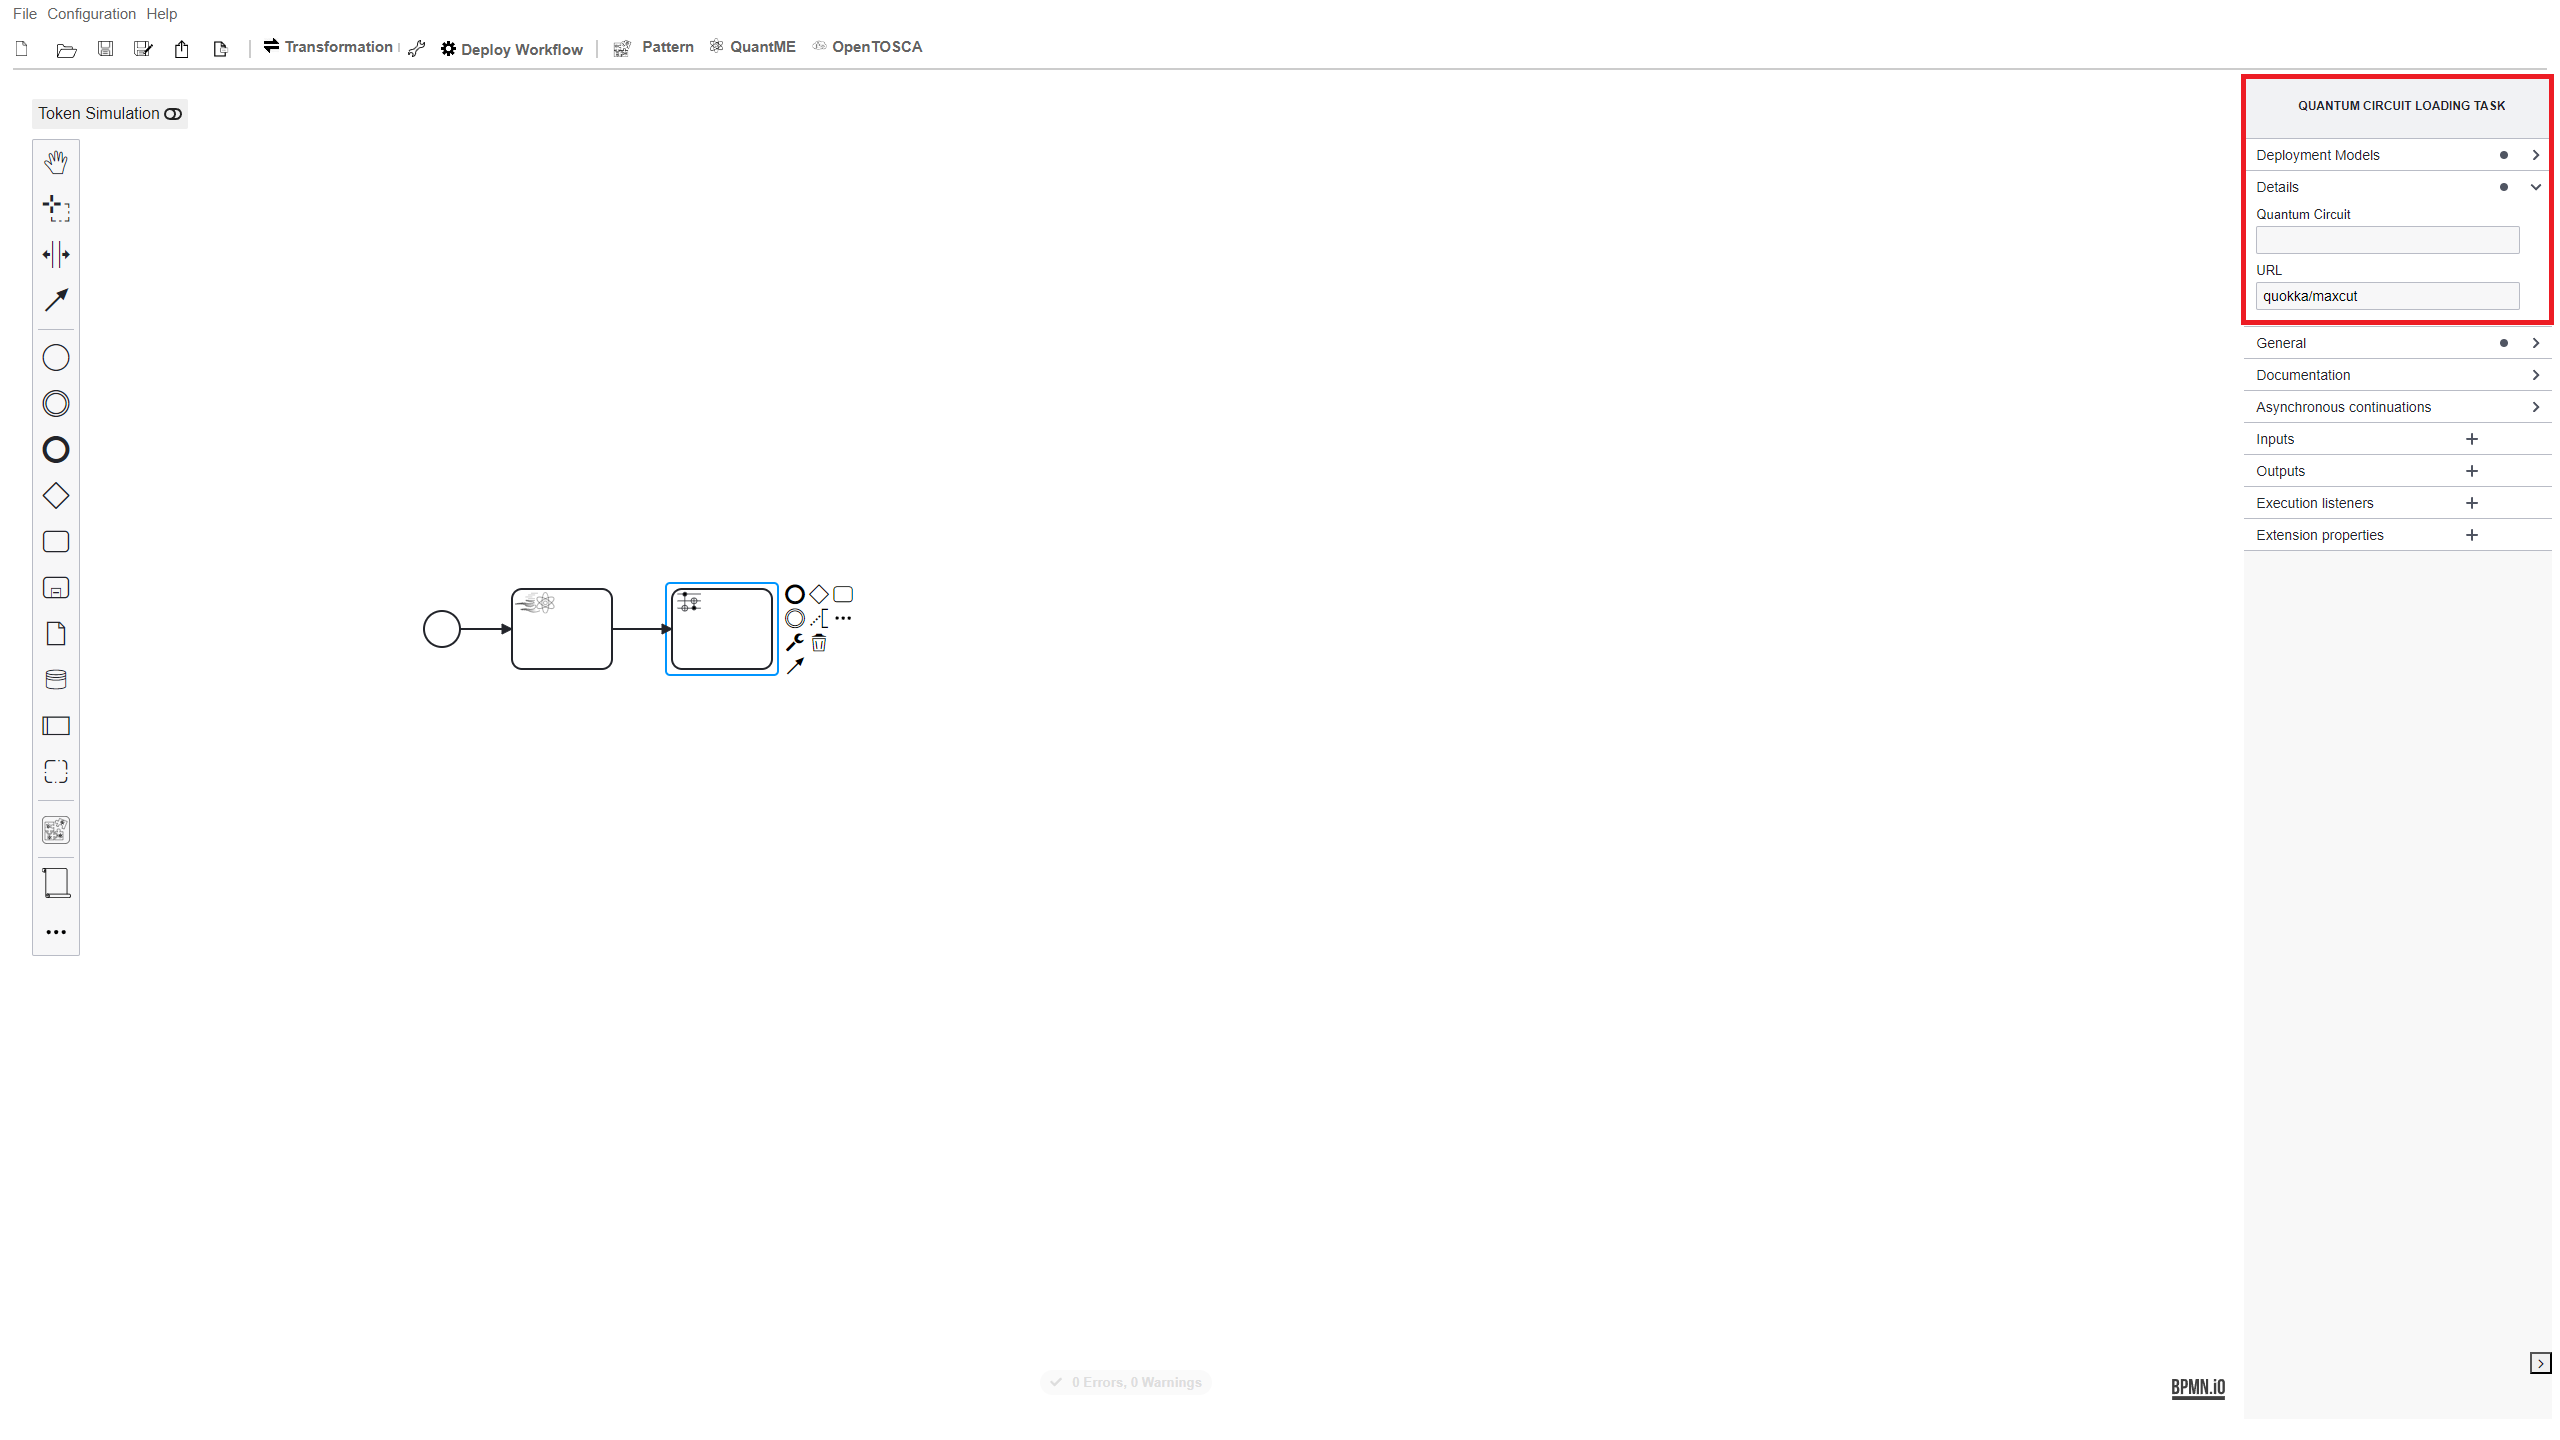 File Configuration Help
Transformation Deploy Workflow Pattern QuantME OpenTOSCA
Token Simulation
QUANTUM CIRCUIT LOADING TASK
Deployment Models
Details
Quantum Circuit
URL
quokka/maxcut
General
Documentation
Asynchronous continuations
Inputs
Outputs
Execution listeners
Extension properties
0 Errors, 0 Warnings
BPMN.iO